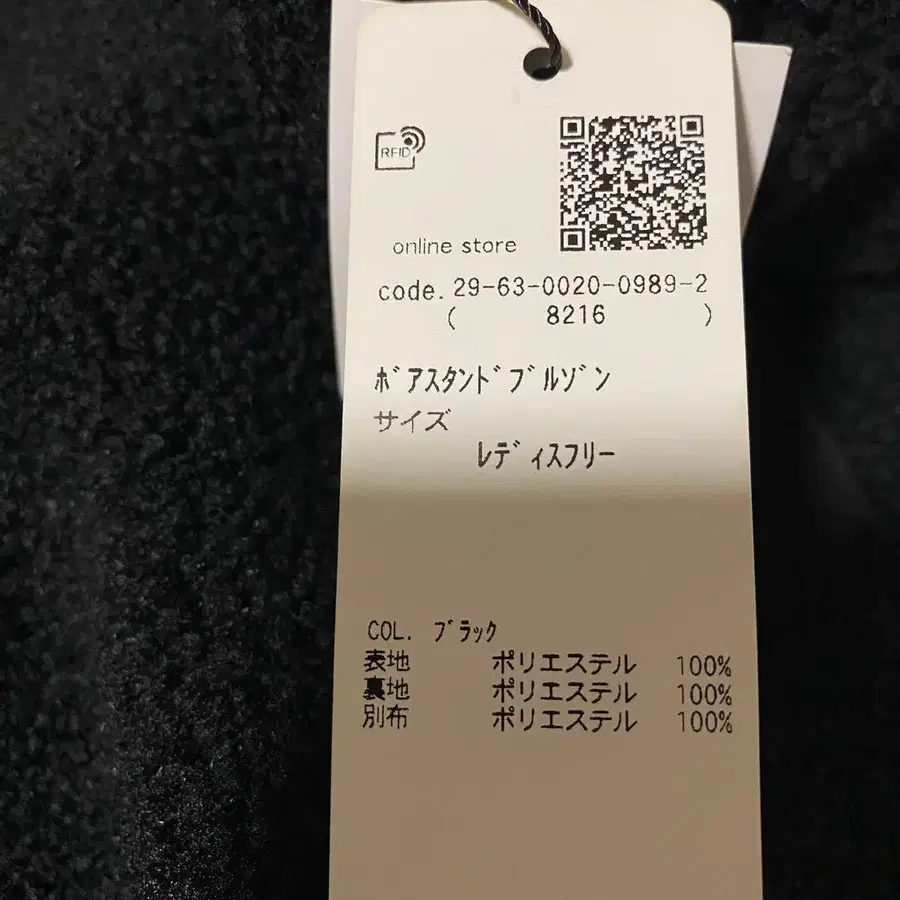 RFID
online store
code. 29-63-0020-0989-2
( 8216 )
ﾎﾞｱスタンﾄﾞﾌﾞﾙｿﾞﾝ
サイズ
ﾚﾃﾞｨｽﾌﾘｰ
COL. ﾌﾞﾗｯｸ
表地 ポリエステル 100%
裏地 ポリエステル 100%
別布 ポリエステル 100%